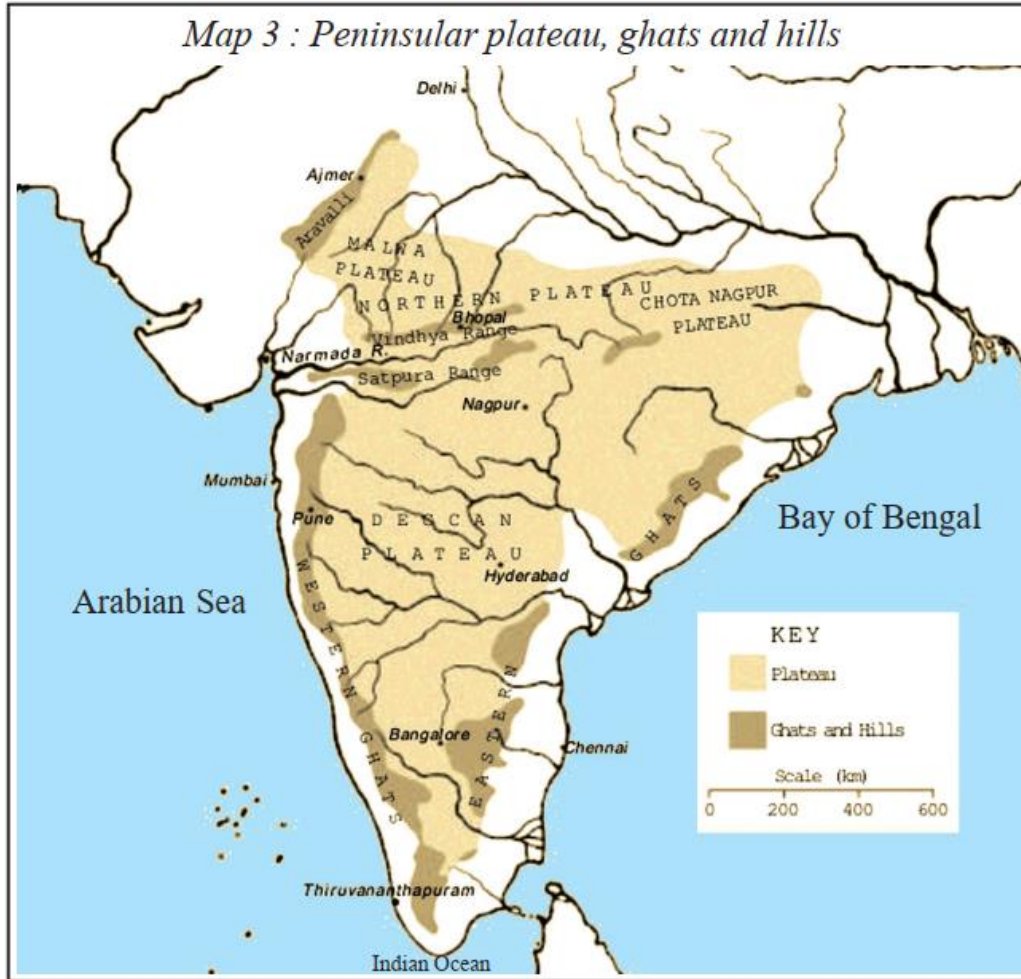 Map 3 : Peninsular plateau, ghats and hills
Delhi
Ajmer
Aravalli
MALWA
PLATEAU
NORTHERN PLATEAU
CHOTA NAGPUR
PLATEAU
Bhopal
Vindhya Range
Narmada R.
Satpura Range
Nagpur
Mumbai
Pune
DECCAN
PLATEAU
Hyderabad
GHATS
Bay of Bengal
Arabian Sea
WESTERN GHATS
EASTERN
Bangalore
Chennai
Thiruvananthapuram
Indian Ocean
KEY
Plateau
Ghats and Hills
Scale (km)
0 200 400 600